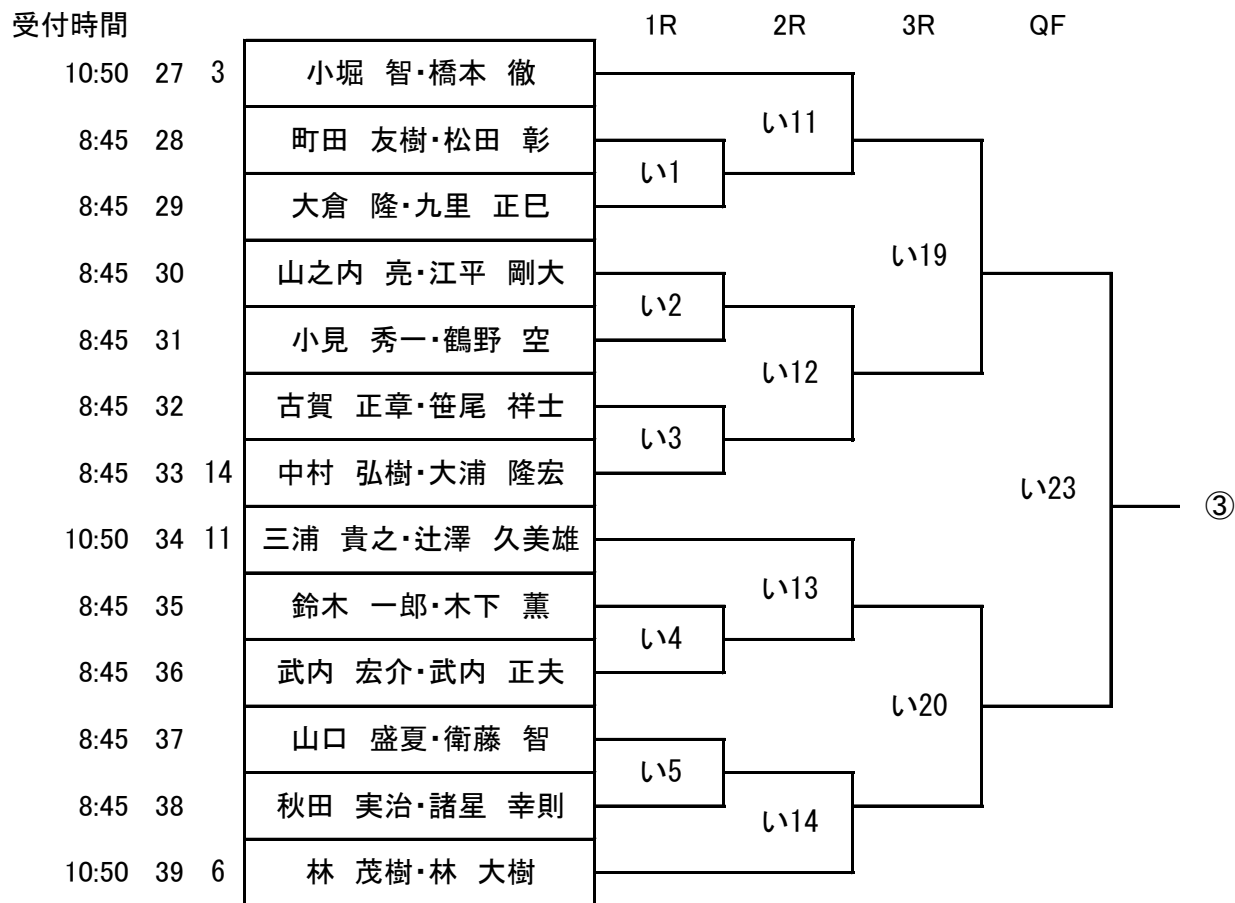 受付時間 1R 2R 3R QF
10:50 27 3 小堀 智・橋本 徹
い11
8:45 28 町田 友樹・松田 彰
い1
8:45 29 大倉 隆・九里 正巳
い19
8:45 30 山之内 亮・江平 剛大
い2
8:45 31 小見 秀一・鶴野 空
い12
8:45 32 古賀 正章・笹尾 祥士
い3
8:45 33 14 中村 弘樹・大浦 隆宏
い23 ③
10:50 34 11 三浦 貴之・辻澤 久美雄
い13
8:45 35 鈴木 一郎・木下 薫
い4
8:45 36 武内 宏介・武内 正夫
い20
8:45 37 山口 盛夏・衛藤 智
い5
8:45 38 秋田 実治・諸星 幸則
い14
10:50 39 6 林 茂樹・林 大樹